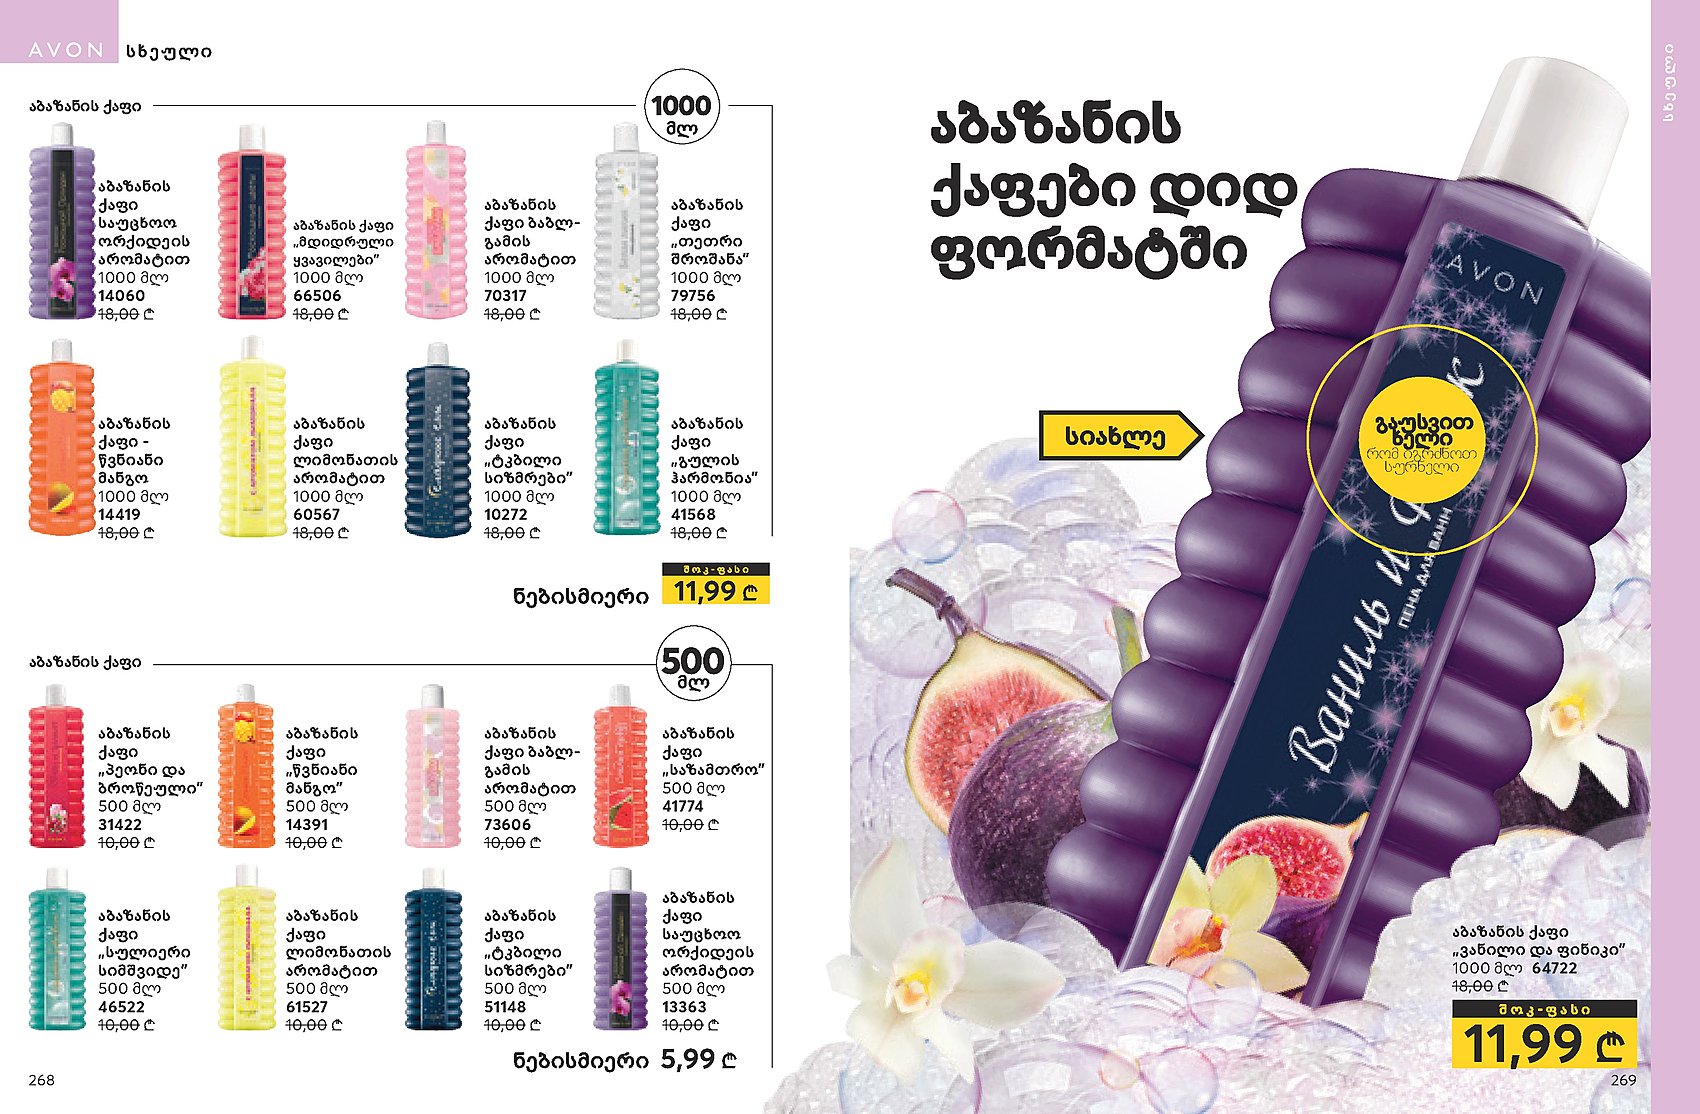 AVON სხეული
აბაზანის ქაფი
1000
მლ
აბაზანის
ქაფი
საუცხოო
ორქიდეის
არომატით
1000 მლ
14060
18,00 ₾
აბაზანის ქაფი
„მდიდრული
ყვავილები“
1000 მლ
66506
18,00 ₾
აბაზანის
ქაფი ბაბლ-
გამის
არომატით
1000 მლ
70317
18,00 ₾
აბაზანის
ქაფი
„თეთრი
შროშანა“
1000 მლ
79756
18,00 ₾
აბაზანის
ქაფი -
წვნიანი
მანგო
1000 მლ
14419
18,00 ₾
აბაზანის
ქაფი
ლიმონათის
არომატით
1000 მლ
60567
18,00 ₾
აბაზანის
ქაფი
„ტკბილი
სიზმრები“
1000 მლ
10272
18,00 ₾
აბაზანის
ქაფი
„გულის
ჰარმონია“
1000 მლ
41568
18,00 ₾
შოკ-ფასი
ნებისმიერი 11,99 ₾
აბაზანის ქაფი
500
მლ
აბაზანის
ქაფი
„პეონი და
ბროწეული“
500 მლ
31422
10,00 ₾
აბაზანის
ქაფი
„წვნიანი
მანგო“
500 მლ
14391
10,00 ₾
აბაზანის
ქაფი ბაბლ-
გამის
არომატით
500 მლ
73606
10,00 ₾
აბაზანის
ქაფი
„საზამთრო“
500 მლ
41774
10,00 ₾
აბაზანის
ქაფი
„სულიერი
სიმშვიდე“
500 მლ
46522
10,00 ₾
აბაზანის
ქაფი
ლიმონათის
არომატით
500 მლ
61527
10,00 ₾
აბაზანის
ქაფი
„ტკბილი
სიზმრები“
500 მლ
51148
10,00 ₾
აბაზანის
ქაფი
საუცხოო
ორქიდეის
არომატით
500 მლ
13363
10,00 ₾
ნებისმიერი 5,99 ₾
268
აბაზანის
ქაფები დიდ
ფორმატში
სიახლე
AVON
გაუსვით
ხელი
რომ იგრძნოთ
სურნელი
Ваниль и
ПЕНА ДЛЯ ВАНН
აბაზანის ქაფი
„ვანილი და ფინიკი“
1000 მლ 64722
18,00 ₾
შოკ-ფასი
11,99 ₾
269
სხეული